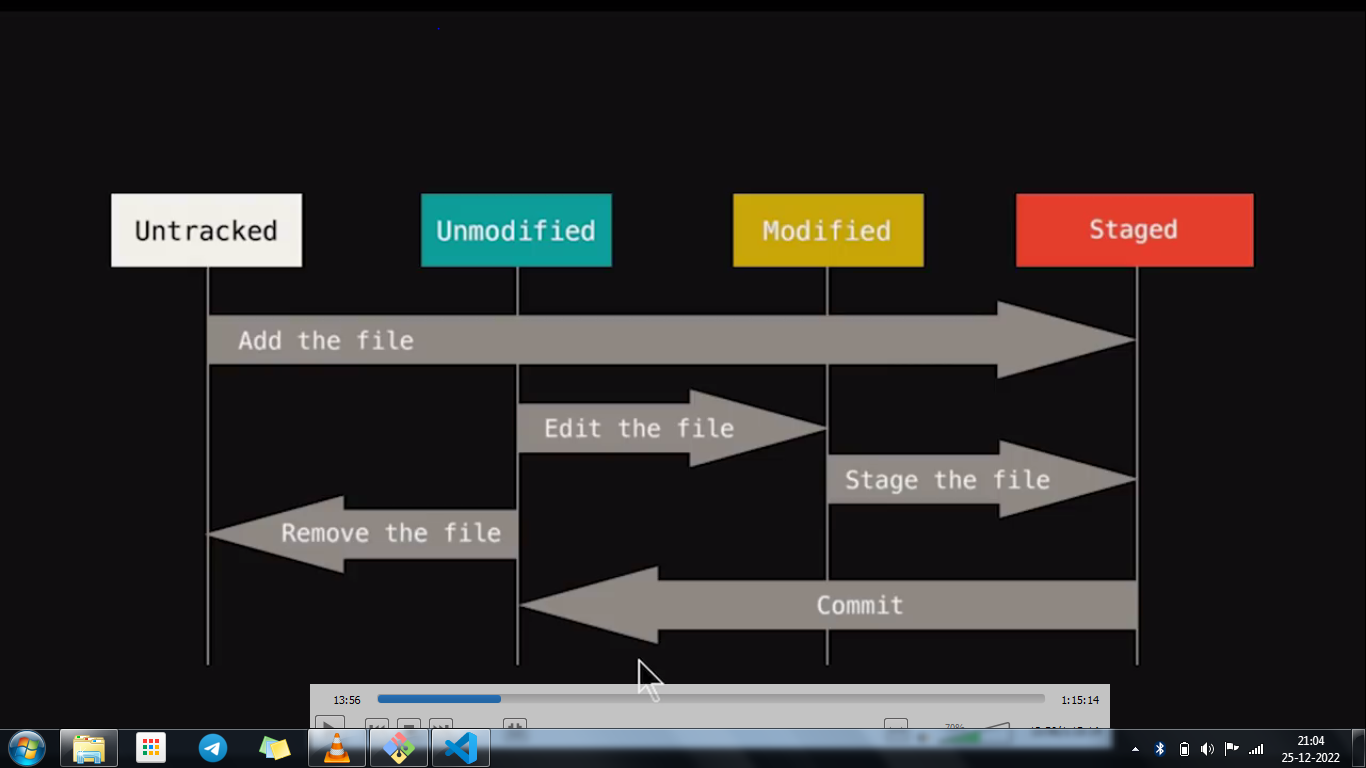 Untracked
Unmodified
Modified
Staged
Add the file
Edit the file
Stage the file
Remove the file
Commit
13:56
1:15:14
70%
21:04
25-12-2022